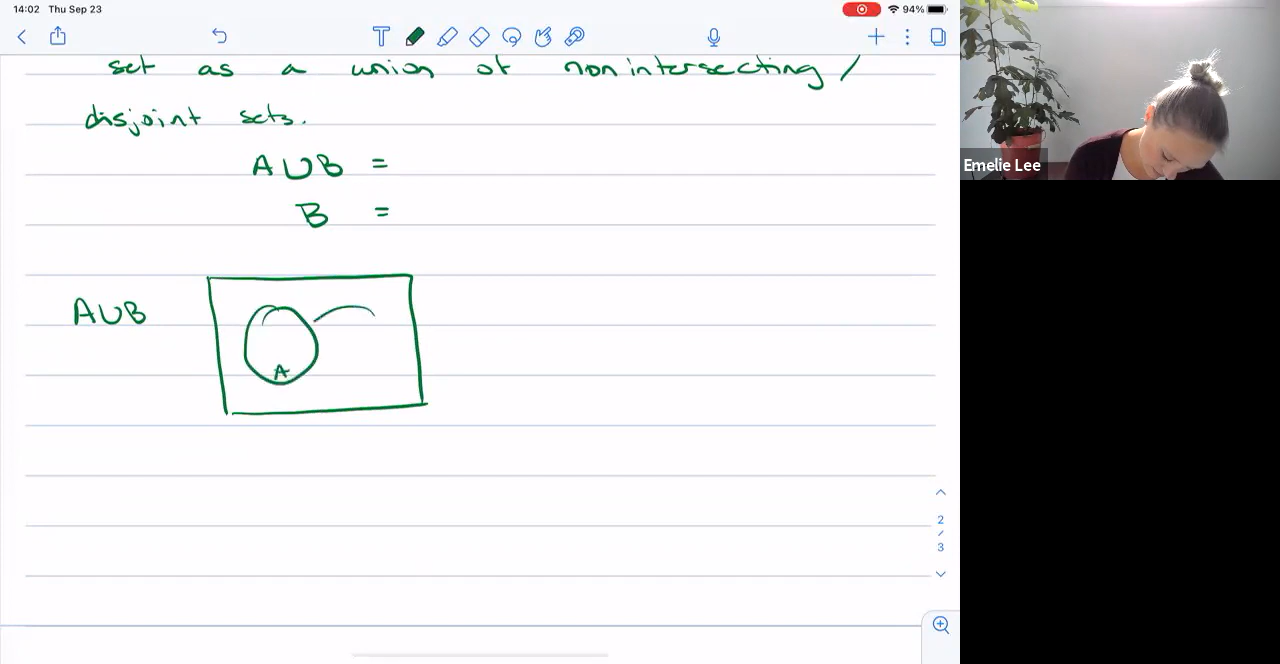 14:02 Thu Sep 23
94%
set as a union of nonintersecting/
disjoint sets.
A∪B =
B =
A∪B
A
2
/
3
Emelie Lee